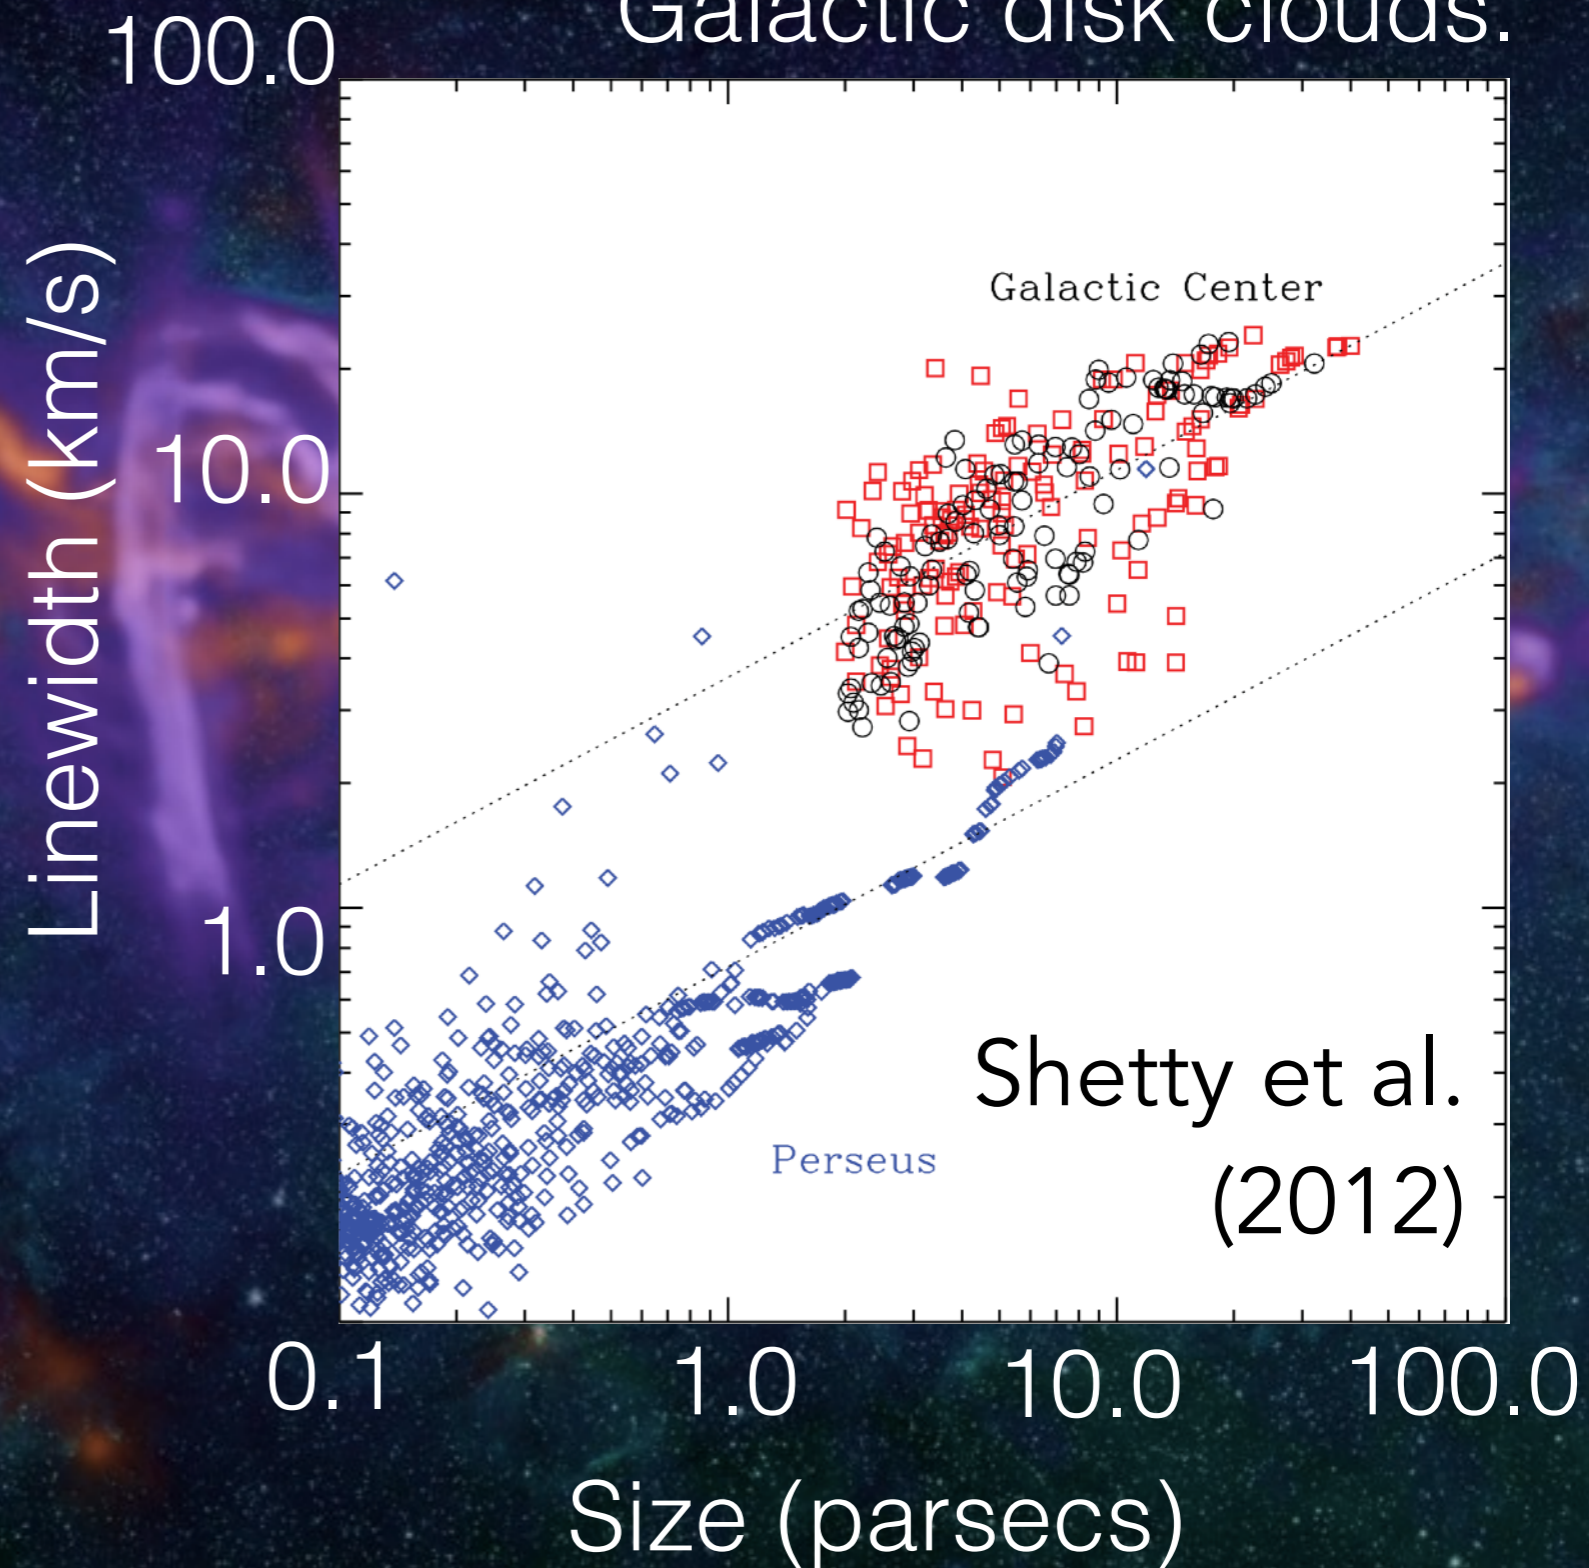 Galactic disk clouds.
100.0
Galactic Center
Linewidth (km/s)
10.0
1.0
Shetty et al.
(2012)
Perseus
0.1
1.0
10.0
100.0
Size (parsecs)